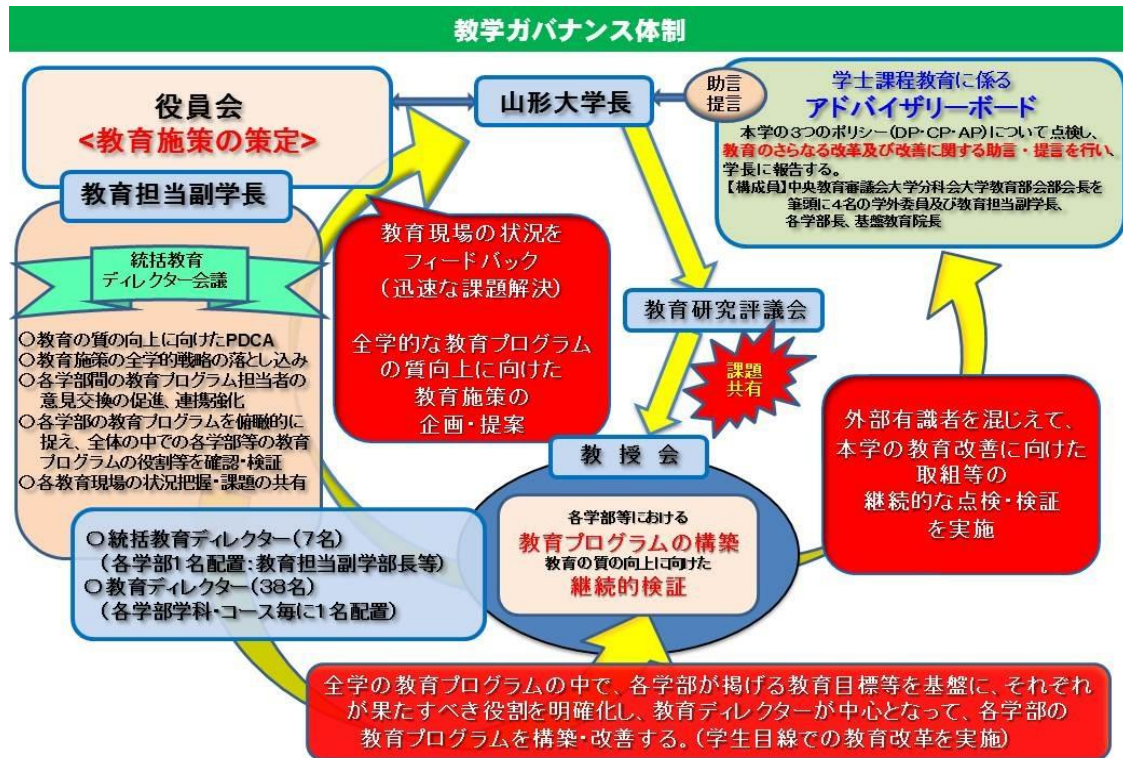 教学ガバナンス体制
役員会
<教育施策の策定>
山形大学長
助言
提言
学士課程教育に係る
アドバイザリーボード
本学の3つのポリシー(DP・CP・AP)について点検し、
教育のさらなる改革及び改善に関する助言・提言を行い、
学長に報告する。
【構成員】中央教育審議会大学分科会大学教育部会部会長を
筆頭に4名の学外委員及び教育担当副学長、
各学部長、基盤教育院長
教育担当副学長
統括教育
ディレクター会議
○教育の質の向上に向けたPDCA
○教育施策の全学的戦略の落とし込み
○各学部間の教育プログラム担当者の
意見交換の促進、連携強化
○各学部の教育プログラムを俯瞰的に
捉え、全体の中での各学部等の教育
プログラムの役割等を確認・検証
○各教育現場の状況把握・課題の共有
教育現場の状況を
フィードバック
(迅速な課題解決)
全学的な教育プログラム
の質向上に向けた
教育施策の
企画・提案
教育研究評議会
課題
共有
教授会
各学部等における
教育プログラムの構築
教育の質の向上に向けた
継続的検証
外部有識者を混じえて、
本学の教育改善に向けた
取組等の
継続的な点検・検証
を実施
○統括教育ディレクター(7名)
(各学部1名配置:教育担当副学部長等)
○教育ディレクター(38名)
(各学部学科・コース毎に1名配置)
全学の教育プログラムの中で、各学部が掲げる教育目標等を基盤に、それぞれ
が果たすべき役割を明確化し、教育ディレクターが中心となって、各学部の
教育プログラムを構築・改善する。(学生目線での教育改革を実施)